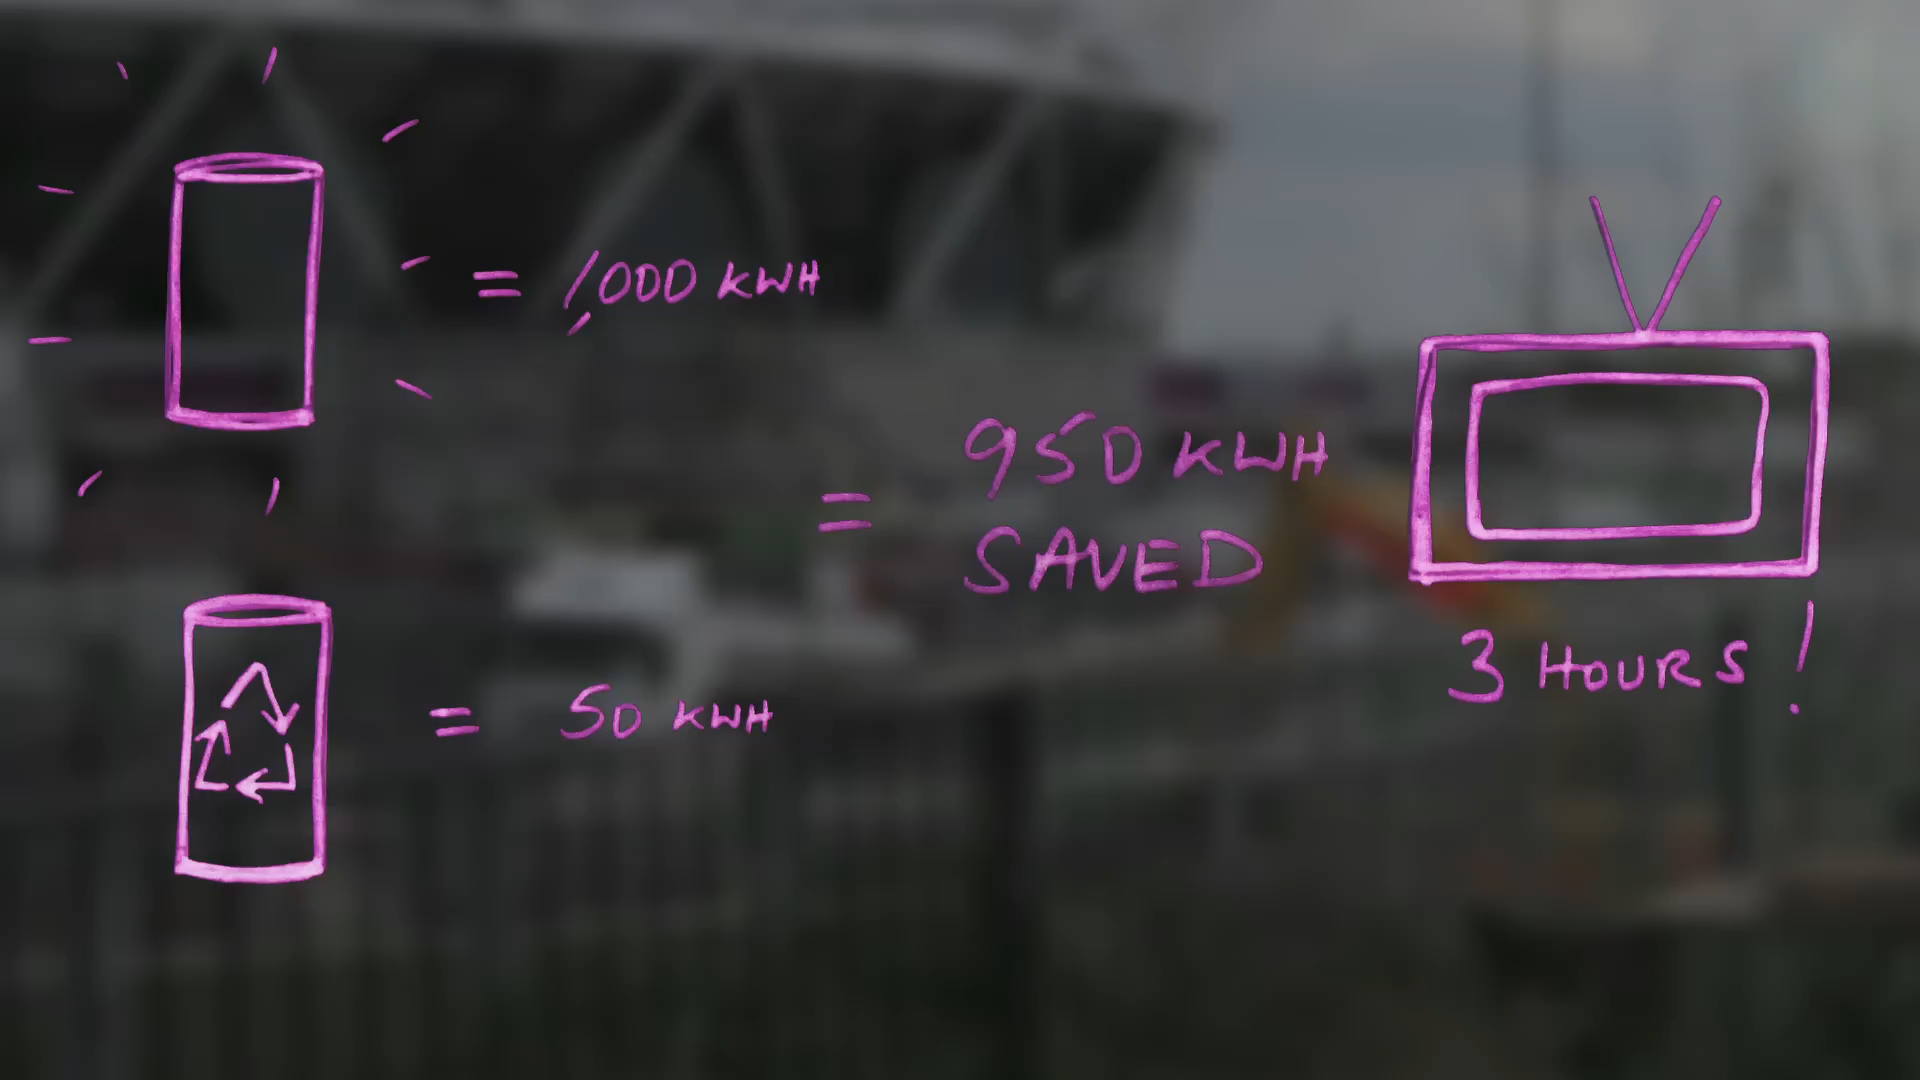 = 1,000 KWH
= 950 KWH
SAVED
3 HOURS!
= 50 KWH